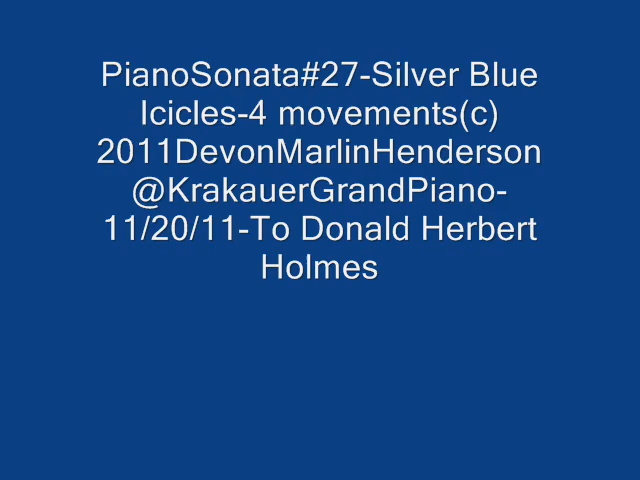 PianoSonata#27-Silver Blue
Icicles-4 movements(c)
2011DevonMarlinHenderson
@KrakauerGrandPiano-
11/20/11-To Donald Herbert
Holmes